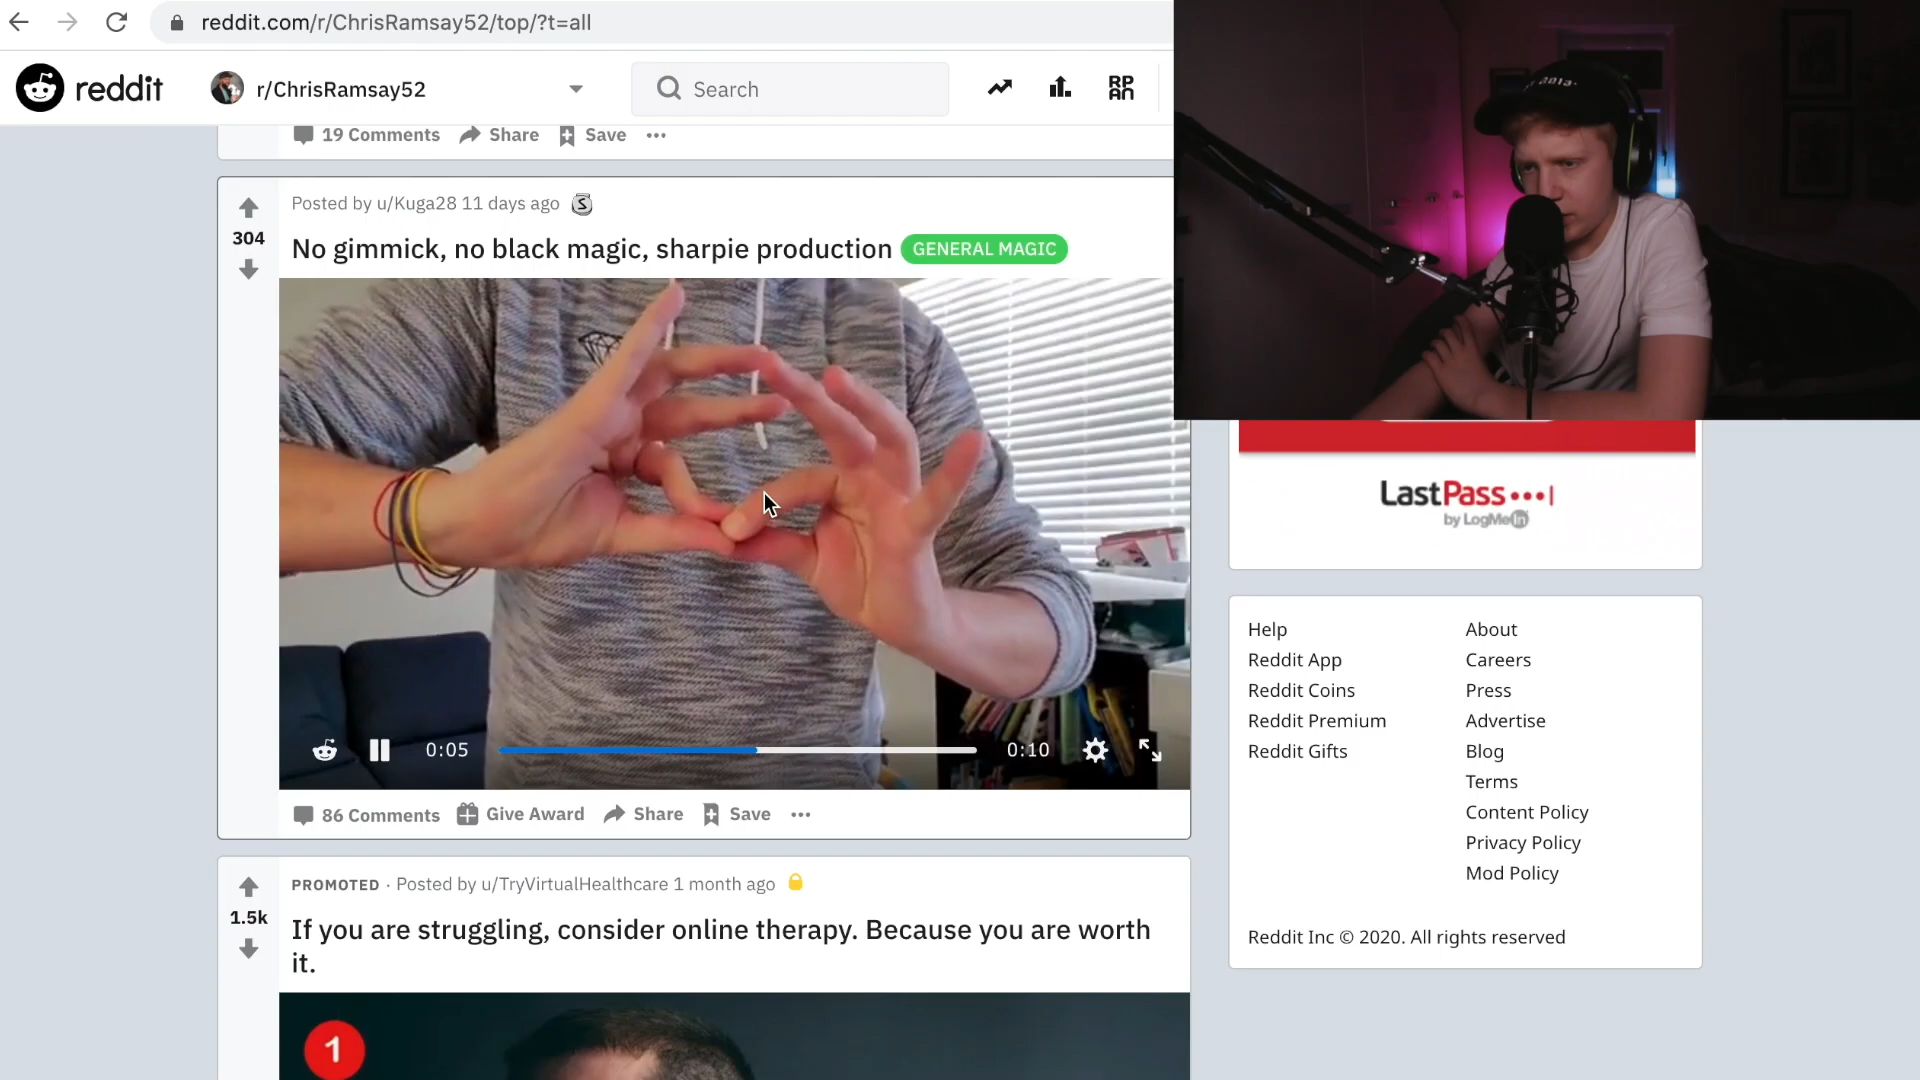 reddit.com/r/ChrisRamsay52/top/?t=all
reddit
r/ChrisRamsay52
Search
19 Comments
Share
Save
Posted by u/Kuga28 11 days ago
304
No gimmick, no black magic, sharpie production
GENERAL MAGIC
0:05
0:10
86 Comments
Give Award
Share
Save
PROMOTED · Posted by u/TryVirtualHealthcare 1 month ago
1.5k
If you are struggling, consider online therapy. Because you are worth
it.
1
LastPass
by LogMeIn
Help
Reddit App
Reddit Coins
Reddit Premium
Reddit Gifts
About
Careers
Press
Advertise
Blog
Terms
Content Policy
Privacy Policy
Mod Policy
Reddit Inc © 2020. All rights reserved